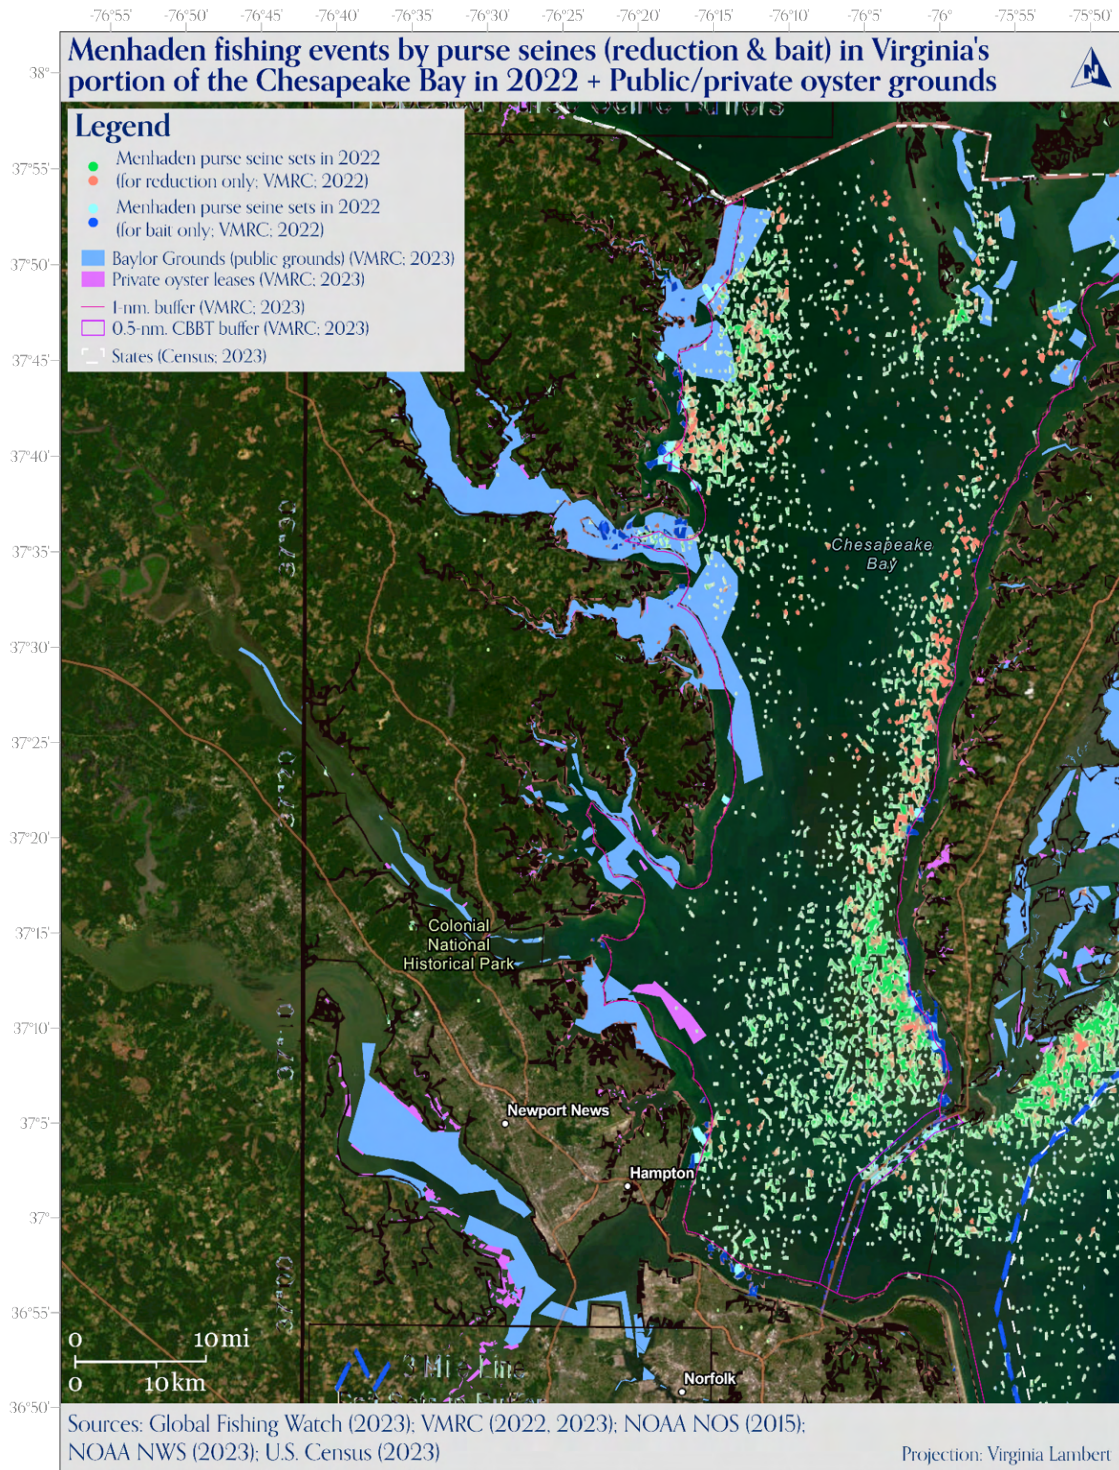 -76°55' -76°50' -76°45' -76°40' -76°35' -76°30' -76°25' -76°20' -76°15' -76°10' -76°5' -76° -75°55' -75°50'
Menhaden fishing events by purse seines (reduction & bait) in Virginia's
portion of the Chesapeake Bay in 2022 + Public/private oyster grounds
N
38°
Legend
Menhaden purse seine sets in 2022
(for reduction only; VMRC; 2022)
Menhaden purse seine sets in 2022
(for bait only; VMRC; 2022)
Baylor Grounds (public grounds) (VMRC; 2023)
Private oyster leases (VMRC; 2023)
1-nm. buffer (VMRC; 2023)
0.5-nm. CBBT buffer (VMRC; 2023)
States (Census; 2023)
37°55'
37°50'
37°45'
37°40'
37°35'
Chesapeake
Bay
37°30'
37°25'
37°20'
37°15'
Colonial
National
Historical Park
37°10'
37°5'
Newport News
Hampton
37°
36°55'
0 10 mi
0 10 km
3 Mile Line
Norfolk
36°50'
Sources: Global Fishing Watch (2023); VMRC (2022, 2023); NOAA NOS (2015);
NOAA NWS (2023); U.S. Census (2023)
Projection: Virginia Lambert